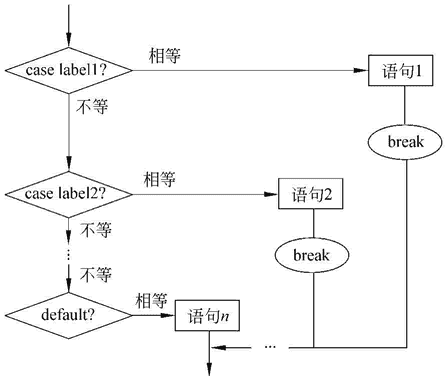 相等
case label1?
语句1
不等
break
相等
case label2?
语句2
不等
⋮
break
不等
相等
default?
语句n
...